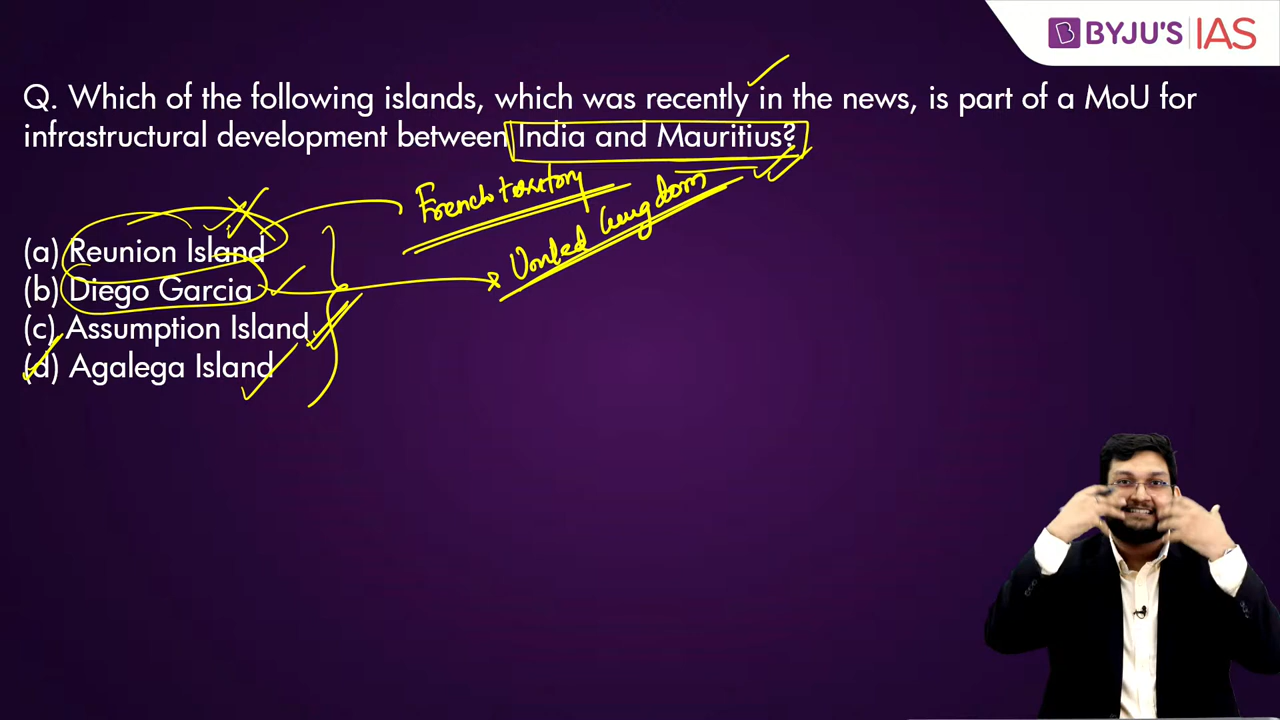 BYJU'S IAS
Q. Which of the following islands, which was recently in the news, is part of a MoU for
infrastructural development between India and Mauritius?
French territory
United kingdom
(a) Reunion Island
(b) Diego Garcia
(c) Assumption Island
(d) Agalega Island